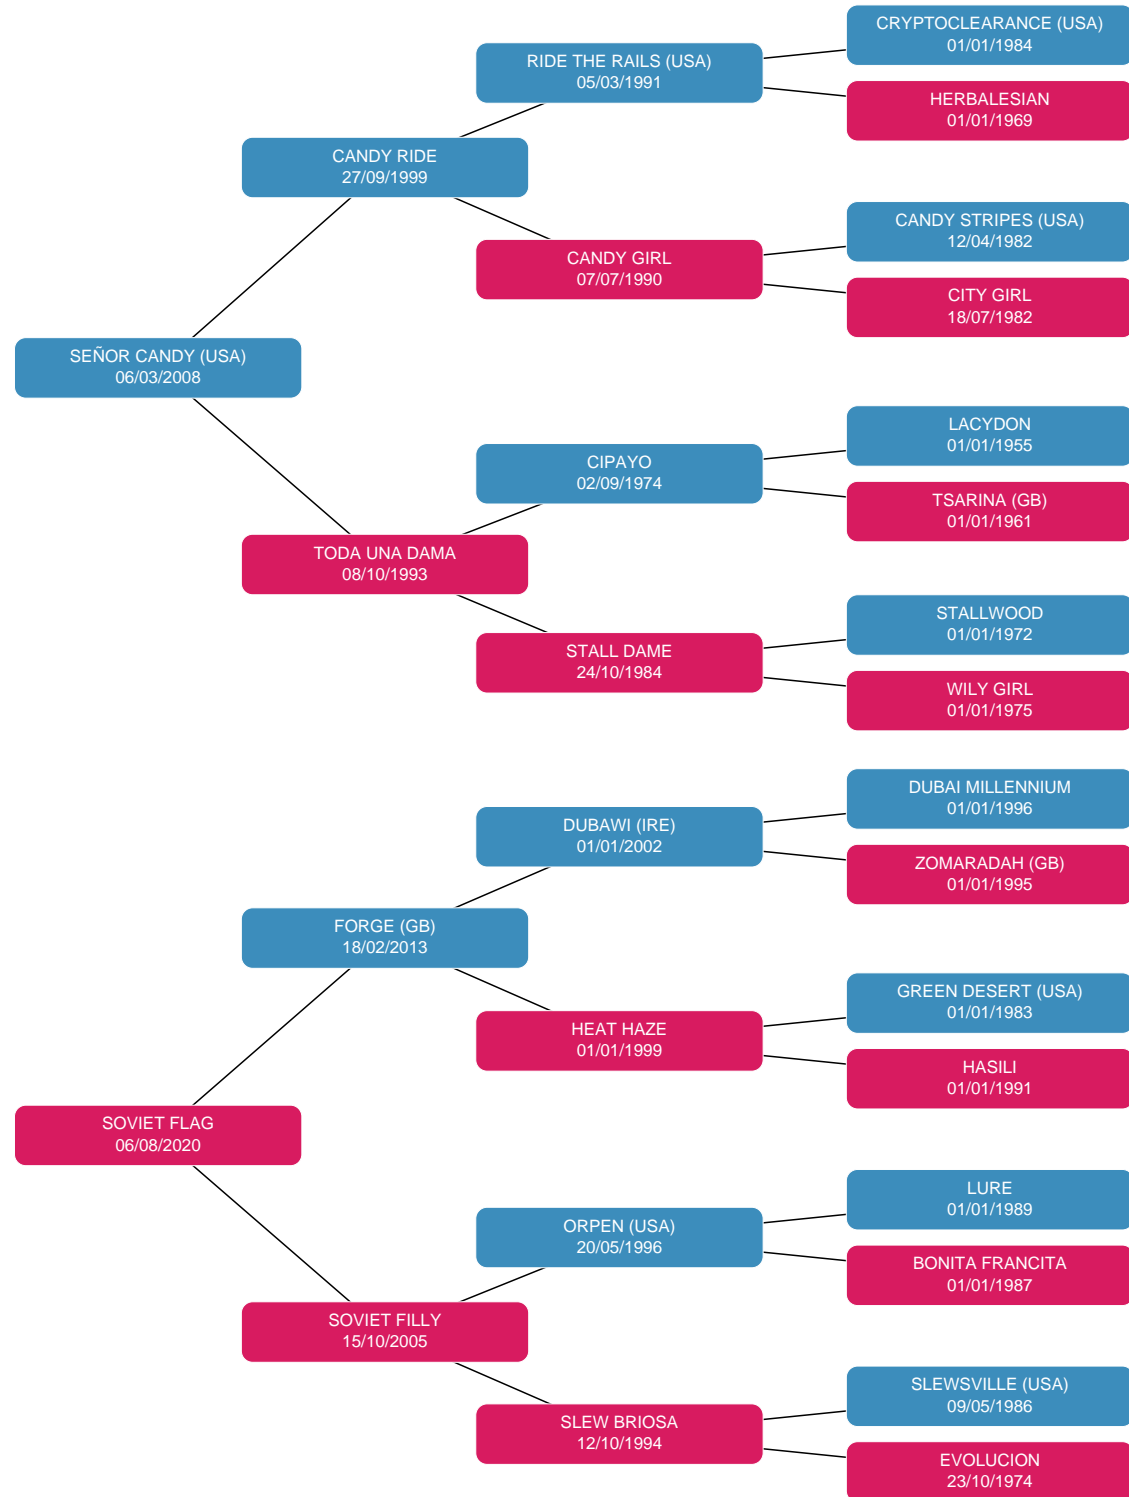 CRYPTOCLEARANCE (USA)
01/01/1984
RIDE THE RAILS (USA)
05/03/1991
HERBALESIAN
01/01/1969
CANDY RIDE
27/09/1999
CANDY STRIPES (USA)
12/04/1982
CANDY GIRL
07/07/1990
CITY GIRL
18/07/1982
SEÑOR CANDY (USA)
06/03/2008
LACYDON
01/01/1955
CIPAYO
02/09/1974
TSARINA (GB)
01/01/1961
TODA UNA DAMA
08/10/1993
STALLWOOD
01/01/1972
STALL DAME
24/10/1984
WILY GIRL
01/01/1975
DUBAI MILLENNIUM
01/01/1996
DUBAWI (IRE)
01/01/2002
ZOMARADAH (GB)
01/01/1995
FORGE (GB)
18/02/2013
GREEN DESERT (USA)
01/01/1983
HEAT HAZE
01/01/1999
HASILI
01/01/1991
SOVIET FLAG
06/08/2020
LURE
01/01/1989
ORPEN (USA)
20/05/1996
BONITA FRANCITA
01/01/1987
SOVIET FILLY
15/10/2005
SLEWSVILLE (USA)
09/05/1986
SLEW BRIOSA
12/10/1994
EVOLUCION
23/10/1974